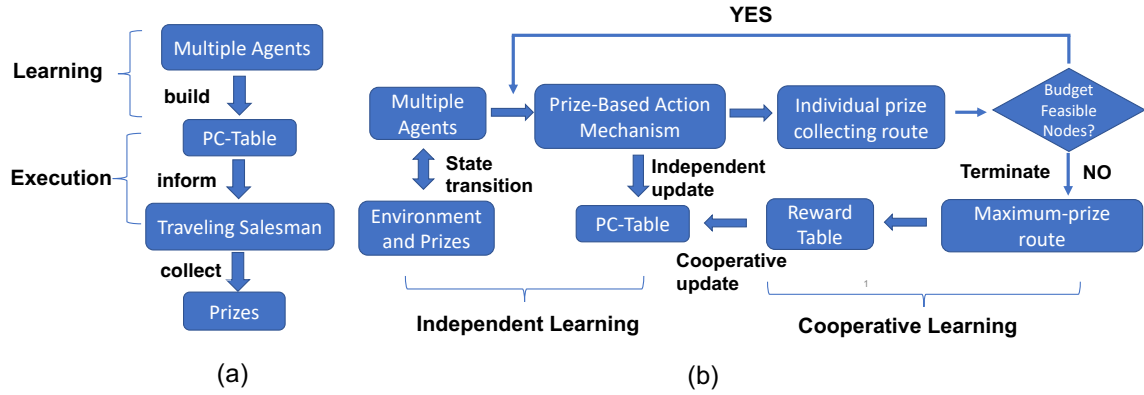 Learning
Multiple Agents
build
PC-Table
Execution
inform
Traveling Salesman
collect
Prizes
(a)
YES
Multiple
Agents
Prize-Based Action
Mechanism
Individual prize
collecting route
Budget
Feasible
Nodes?
State
transition
Independent
update
Terminate
NO
Environment
and Prizes
PC-Table
Reward
Table
Maximum-prize
route
Cooperative
update
1
Independent Learning
Cooperative Learning
(b)